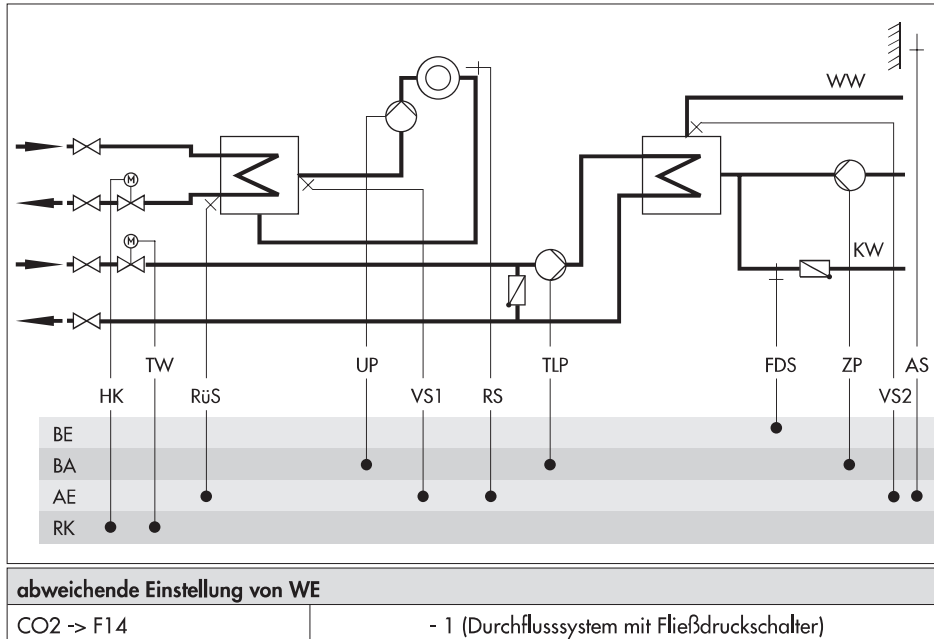 WW
M
M
KW
TW
UP
TLP
FDS
ZP
AS
HK
RüS
VS1
RS
VS2
BE
BA
AE
RK
abweichende Einstellung von WE
CO2 -> F14 - 1 (Durchflusssystem mit Fließdruckschalter)